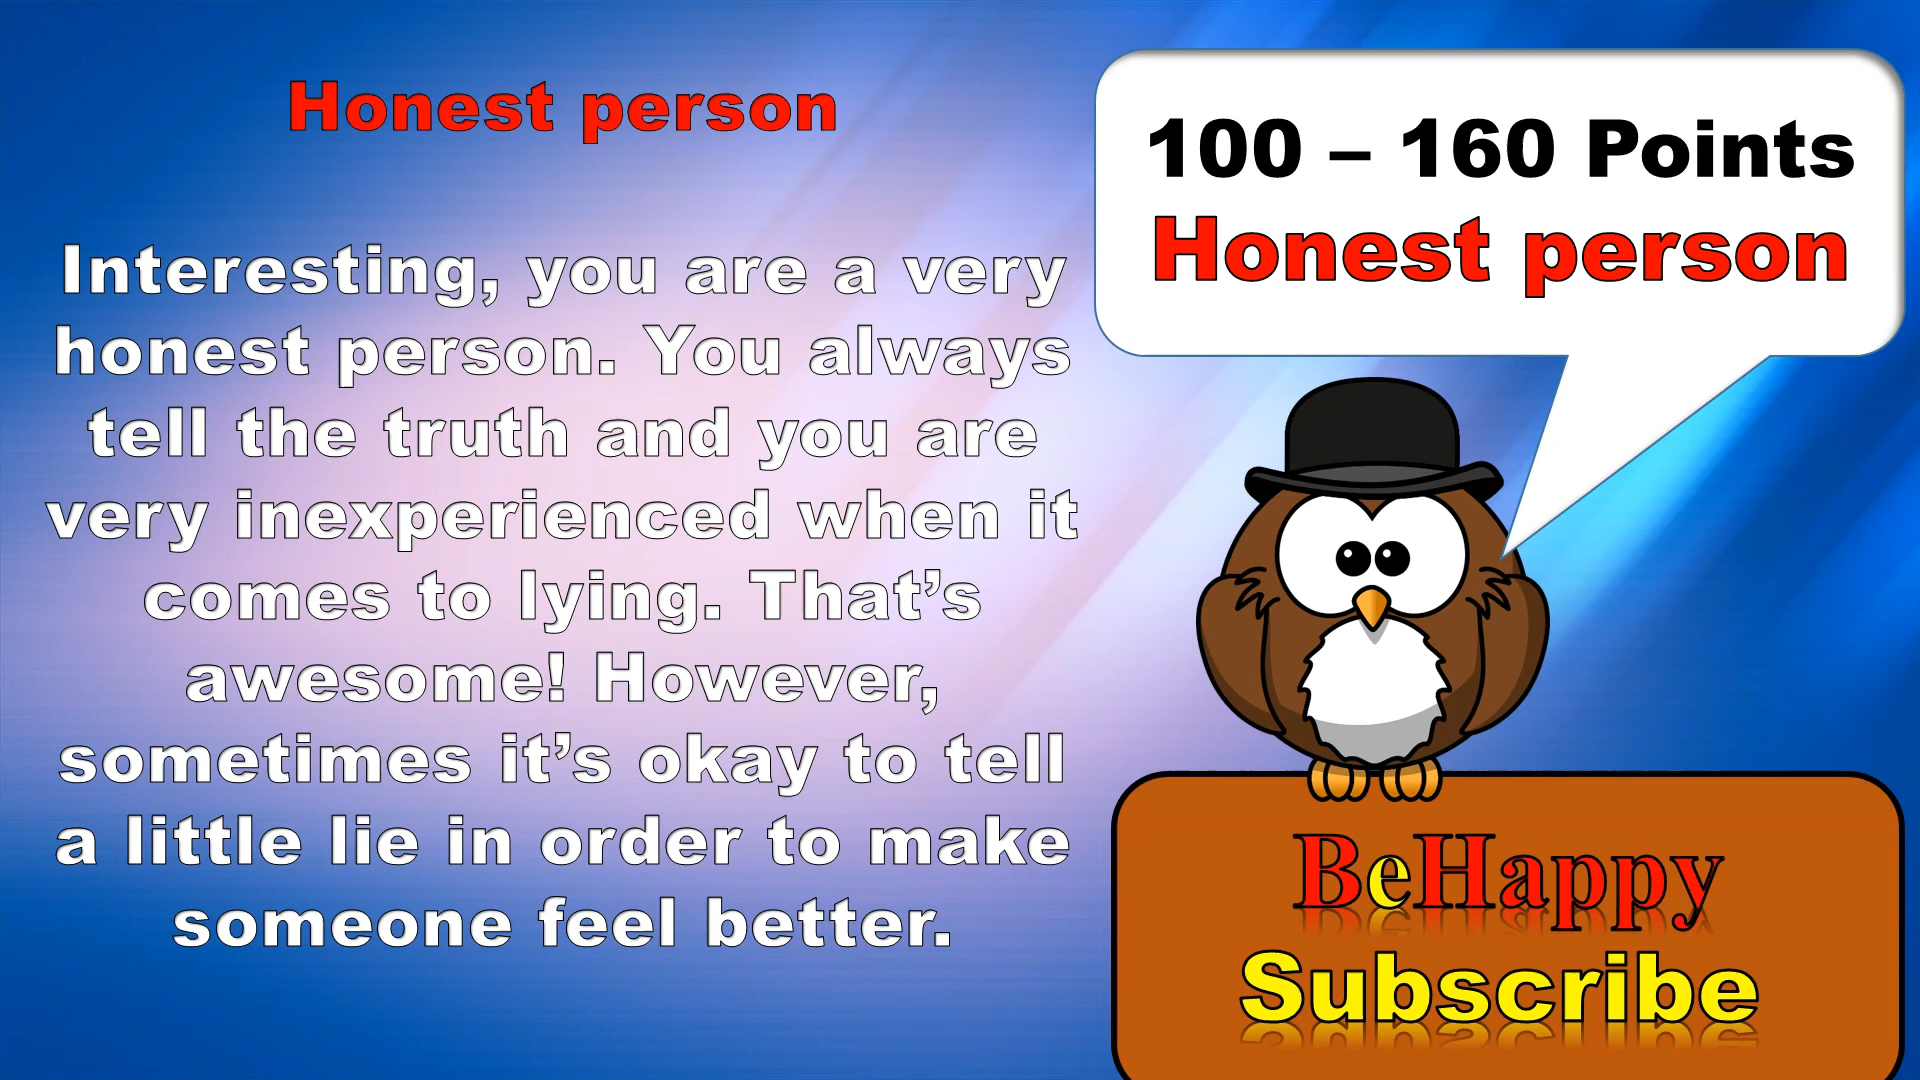 Honest person
Interesting, you are a very
honest person. You always
tell the truth and you are
very inexperienced when it
comes to lying. That’s
awesome! However,
sometimes it’s okay to tell
a little lie in order to make
someone feel better.
100 – 160 Points
Honest person
BeHappy
Subscribe